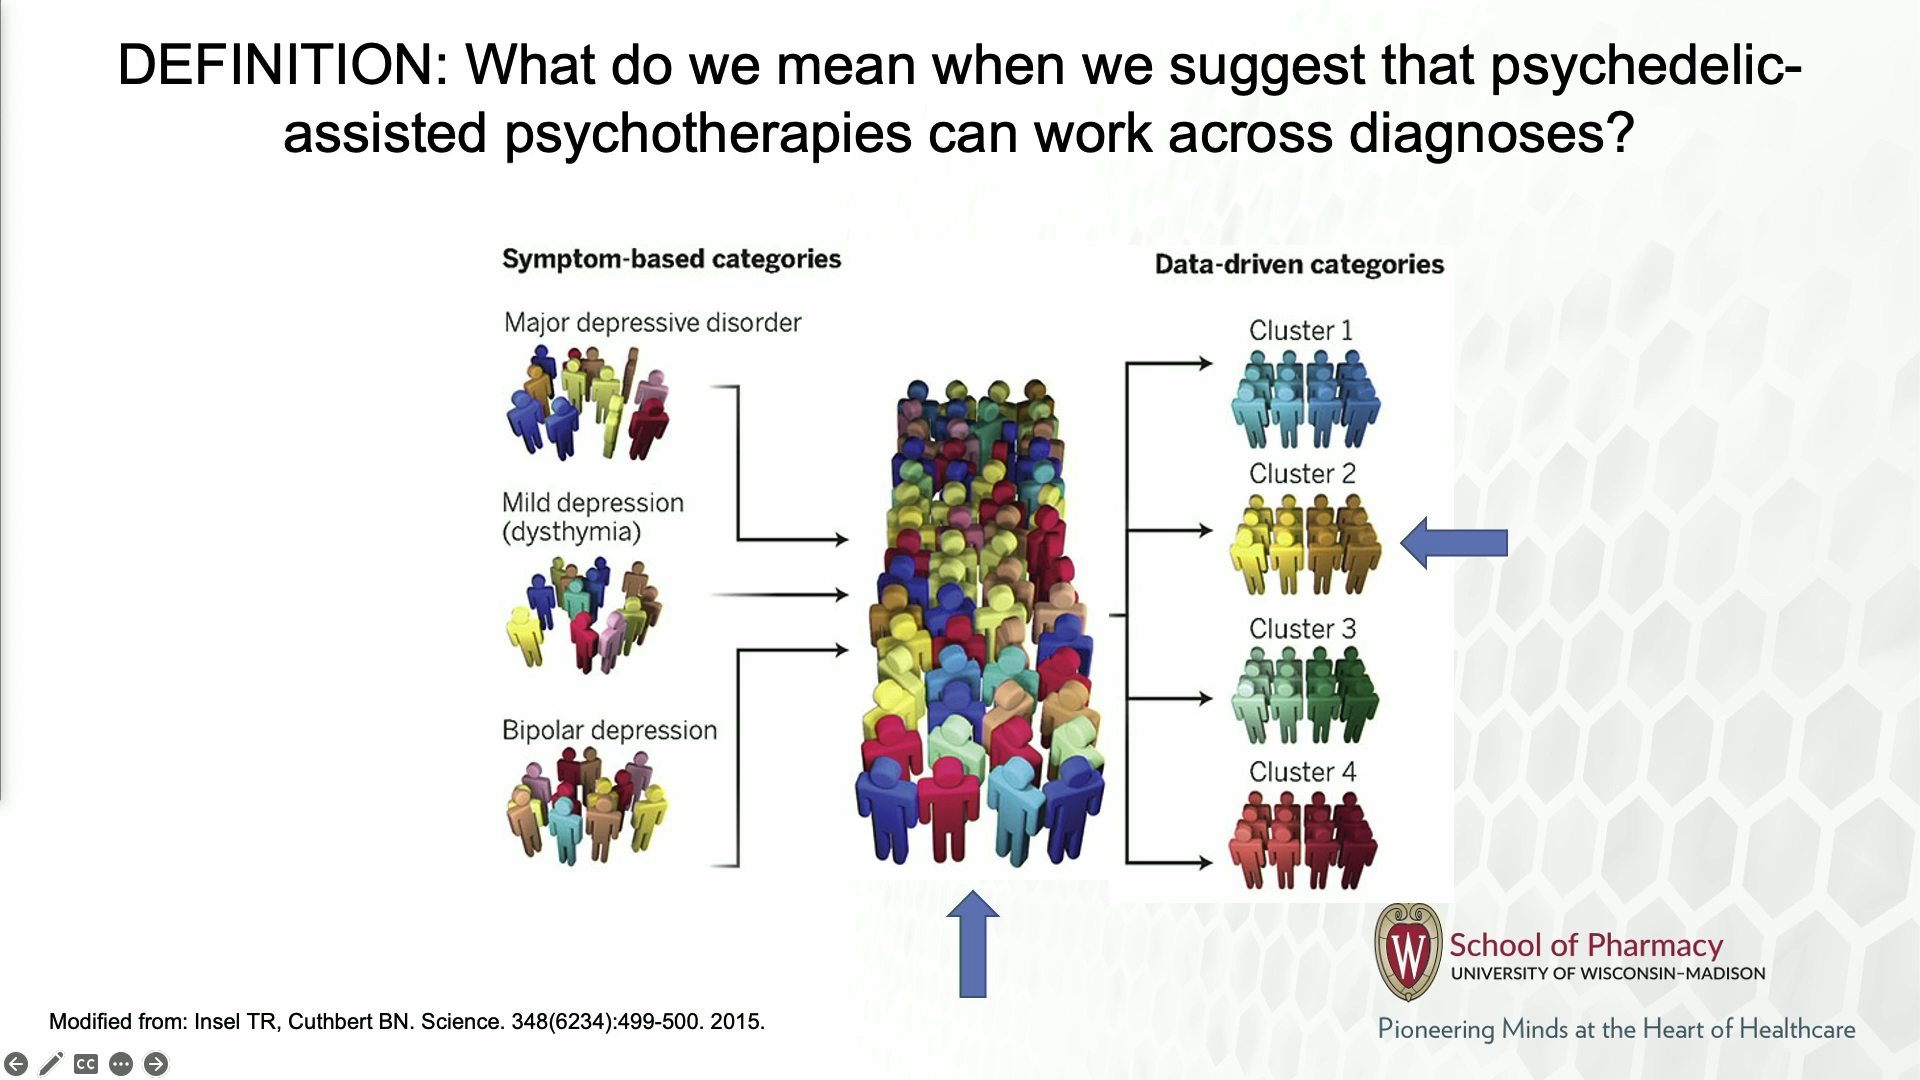 DEFINITION: What do we mean when we suggest that psychedelic-
assisted psychotherapies can work across diagnoses?
Symptom-based categories
Major depressive disorder
Mild depression
(dysthymia)
Bipolar depression
Data-driven categories
Cluster 1
Cluster 2
Cluster 3
Cluster 4
W
School of Pharmacy
UNIVERSITY OF WISCONSIN–MADISON
Pioneering Minds at the Heart of Healthcare
Modified from: Insel TR, Cuthbert BN. Science. 348(6234):499-500. 2015.
CC